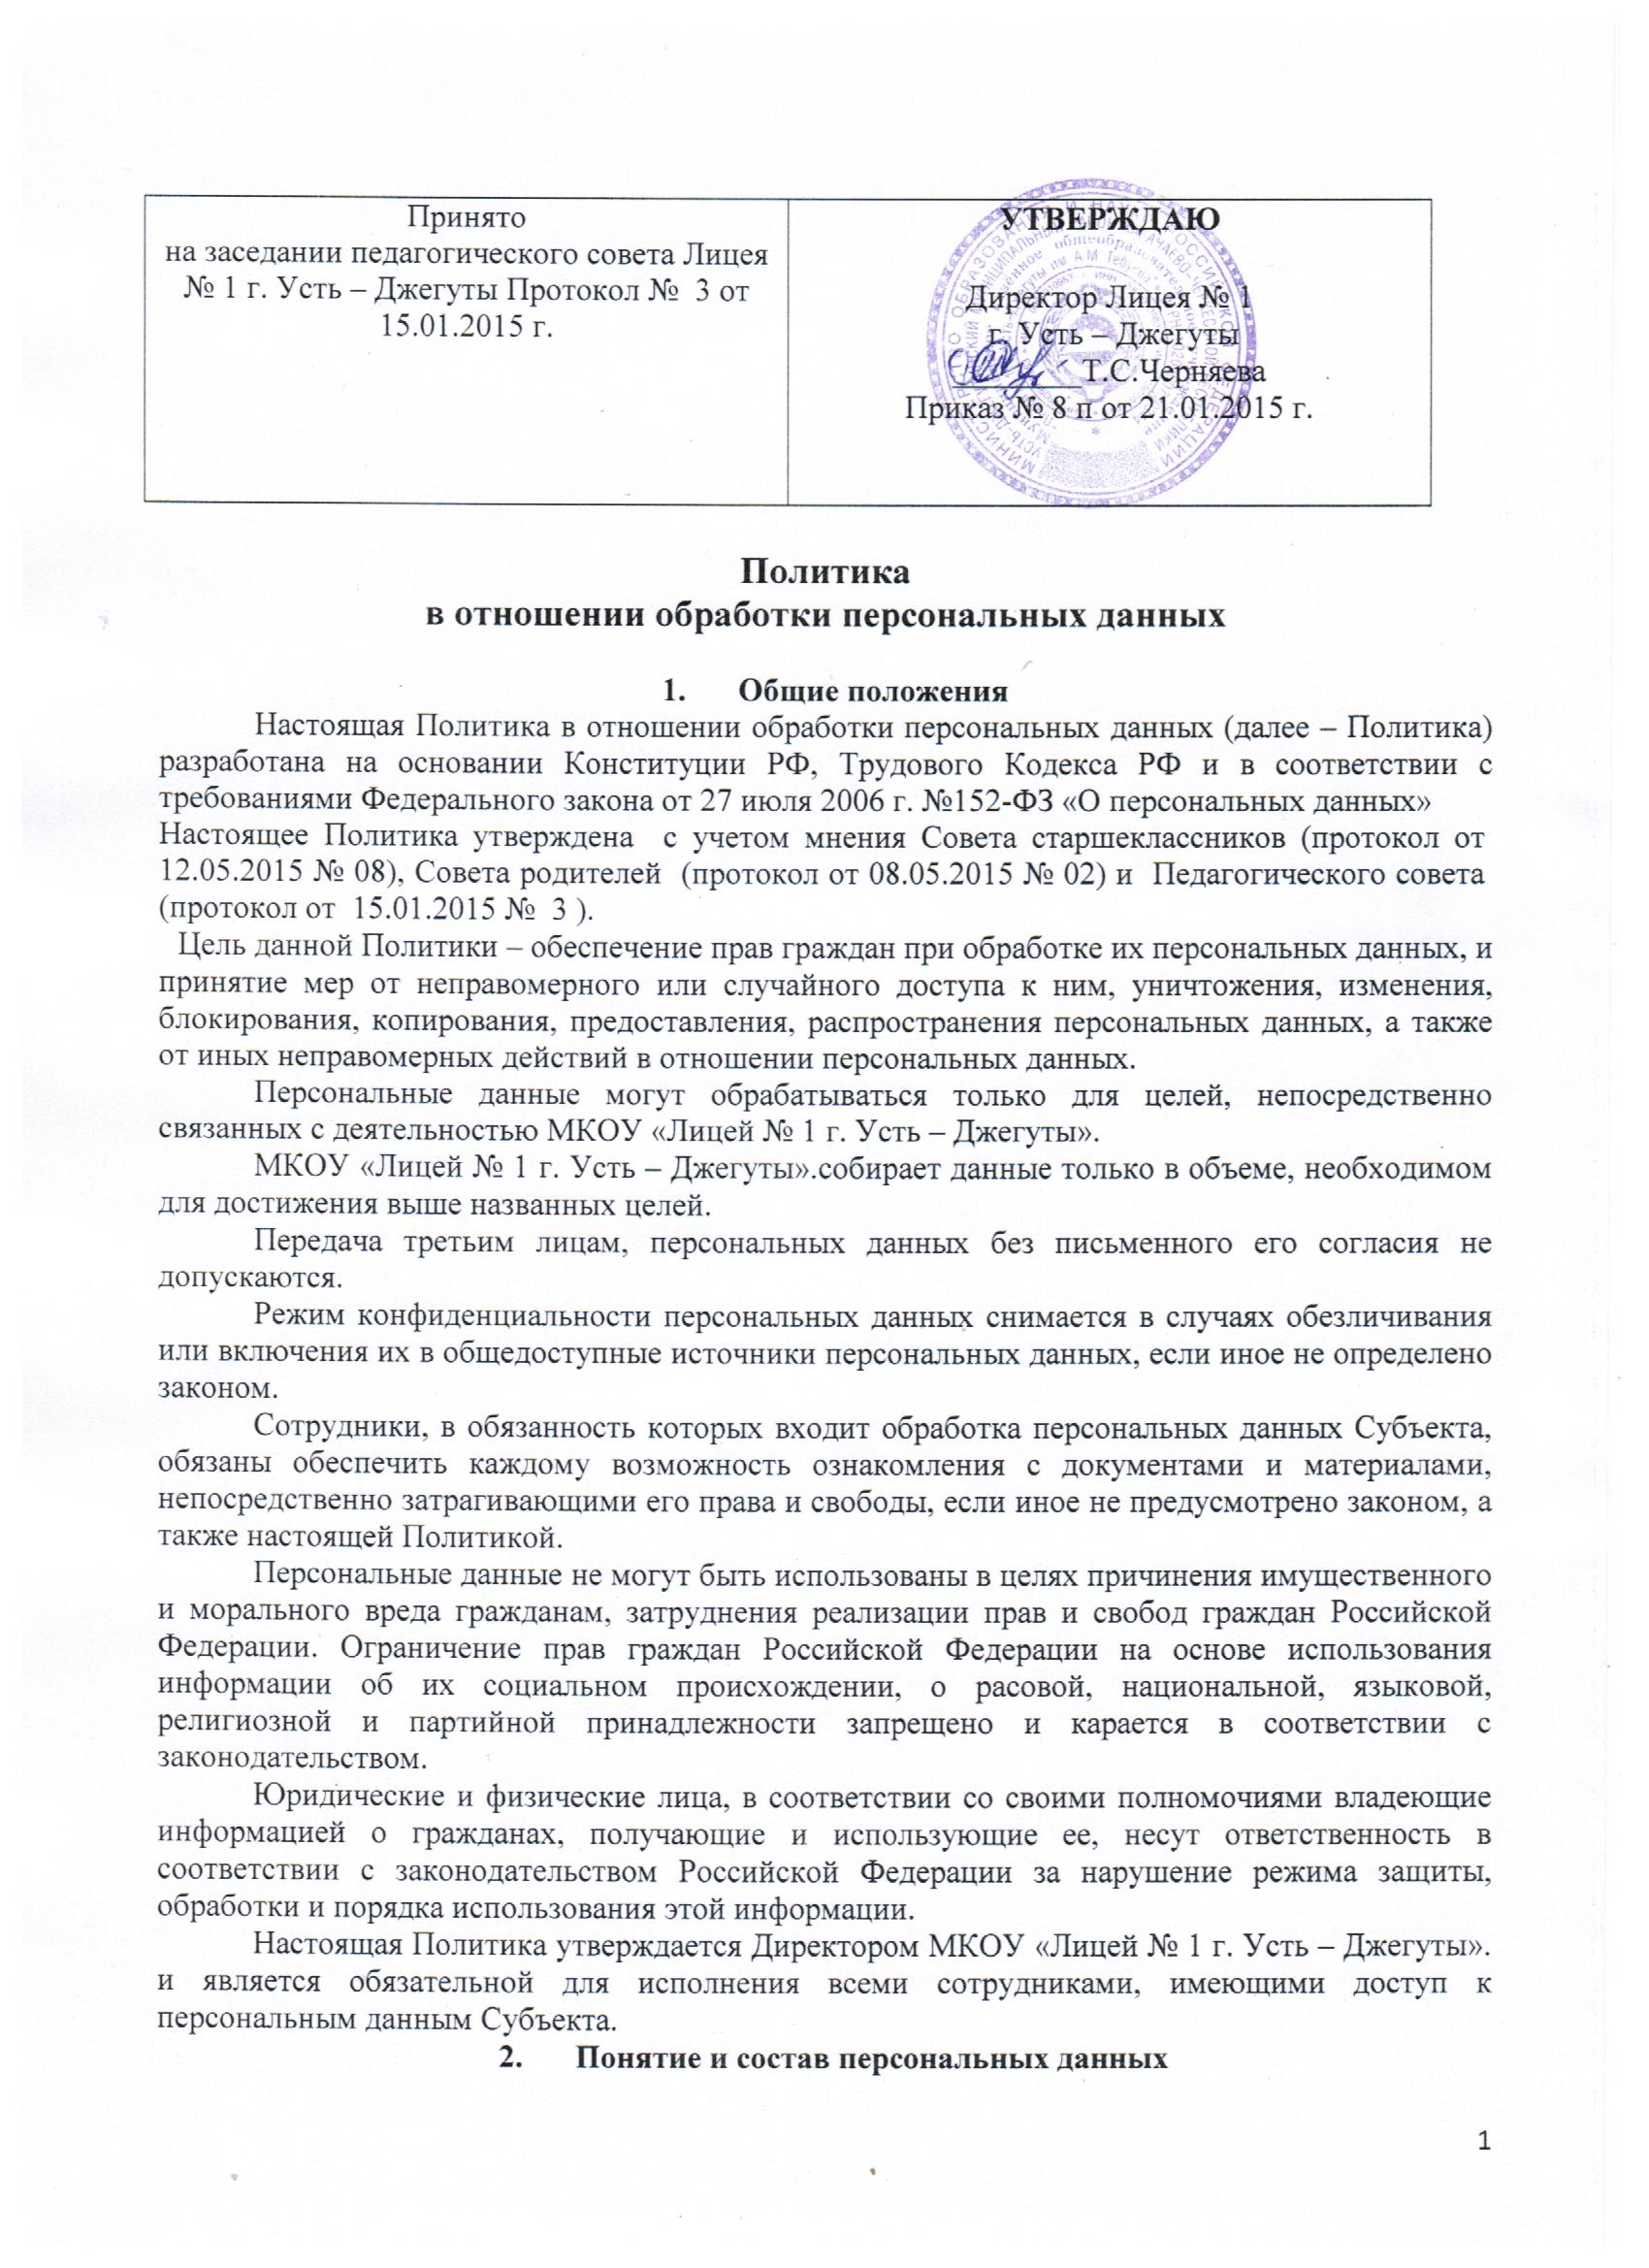 Принято
на заседании педагогического совета Лицея
№ 1 г. Усть – Джегуты Протокол № 3 от
15.01.2015 г.
УТВЕРЖДАЮ
Директор Лицея № 1
г. Усть – Джегуты
Т.С.Черняева
Приказ № 8 п от 21.01.2015 г.
Политика
в отношении обработки персональных данных
1. Общие положения
Настоящая Политика в отношении обработки персональных данных (далее – Политика)
разработана на основании Конституции РФ, Трудового Кодекса РФ и в соответствии с
требованиями Федерального закона от 27 июля 2006 г. №152-ФЗ «О персональных данных»
Настоящее Политика утверждена с учетом мнения Совета старшеклассников (протокол от
12.05.2015 № 08), Совета родителей (протокол от 08.05.2015 № 02) и Педагогического совета
(протокол от 15.01.2015 № 3 ).
Цель данной Политики – обеспечение прав граждан при обработке их персональных данных, и
принятие мер от неправомерного или случайного доступа к ним, уничтожения, изменения,
блокирования, копирования, предоставления, распространения персональных данных, а также
от иных неправомерных действий в отношении персональных данных.
Персональные данные могут обрабатываться только для целей, непосредственно
связанных с деятельностью МКОУ «Лицей № 1 г. Усть – Джегуты».
МКОУ «Лицей № 1 г. Усть – Джегуты».собирает данные только в объеме, необходимом
для достижения выше названных целей.
Передача третьим лицам, персональных данных без письменного его согласия не
допускаются.
Режим конфиденциальности персональных данных снимается в случаях обезличивания
или включения их в общедоступные источники персональных данных, если иное не определено
законом.
Сотрудники, в обязанность которых входит обработка персональных данных Субъекта,
обязаны обеспечить каждому возможность ознакомления с документами и материалами,
непосредственно затрагивающими его права и свободы, если иное не предусмотрено законом, а
также настоящей Политикой.
Персональные данные не могут быть использованы в целях причинения имущественного
и морального вреда гражданам, затруднения реализации прав и свобод граждан Российской
Федерации. Ограничение прав граждан Российской Федерации на основе использования
информации об их социальном происхождении, о расовой, национальной, языковой,
религиозной и партийной принадлежности запрещено и карается в соответствии с
законодательством.
Юридические и физические лица, в соответствии со своими полномочиями владеющие
информацией о гражданах, получающие и использующие ее, несут ответственность в
соответствии с законодательством Российской Федерации за нарушение режима защиты,
обработки и порядка использования этой информации.
Настоящая Политика утверждается Директором МКОУ «Лицей № 1 г. Усть – Джегуты».
и является обязательной для исполнения всеми сотрудниками, имеющими доступ к
персональным данным Субъекта.
2. Понятие и состав персональных данных
1